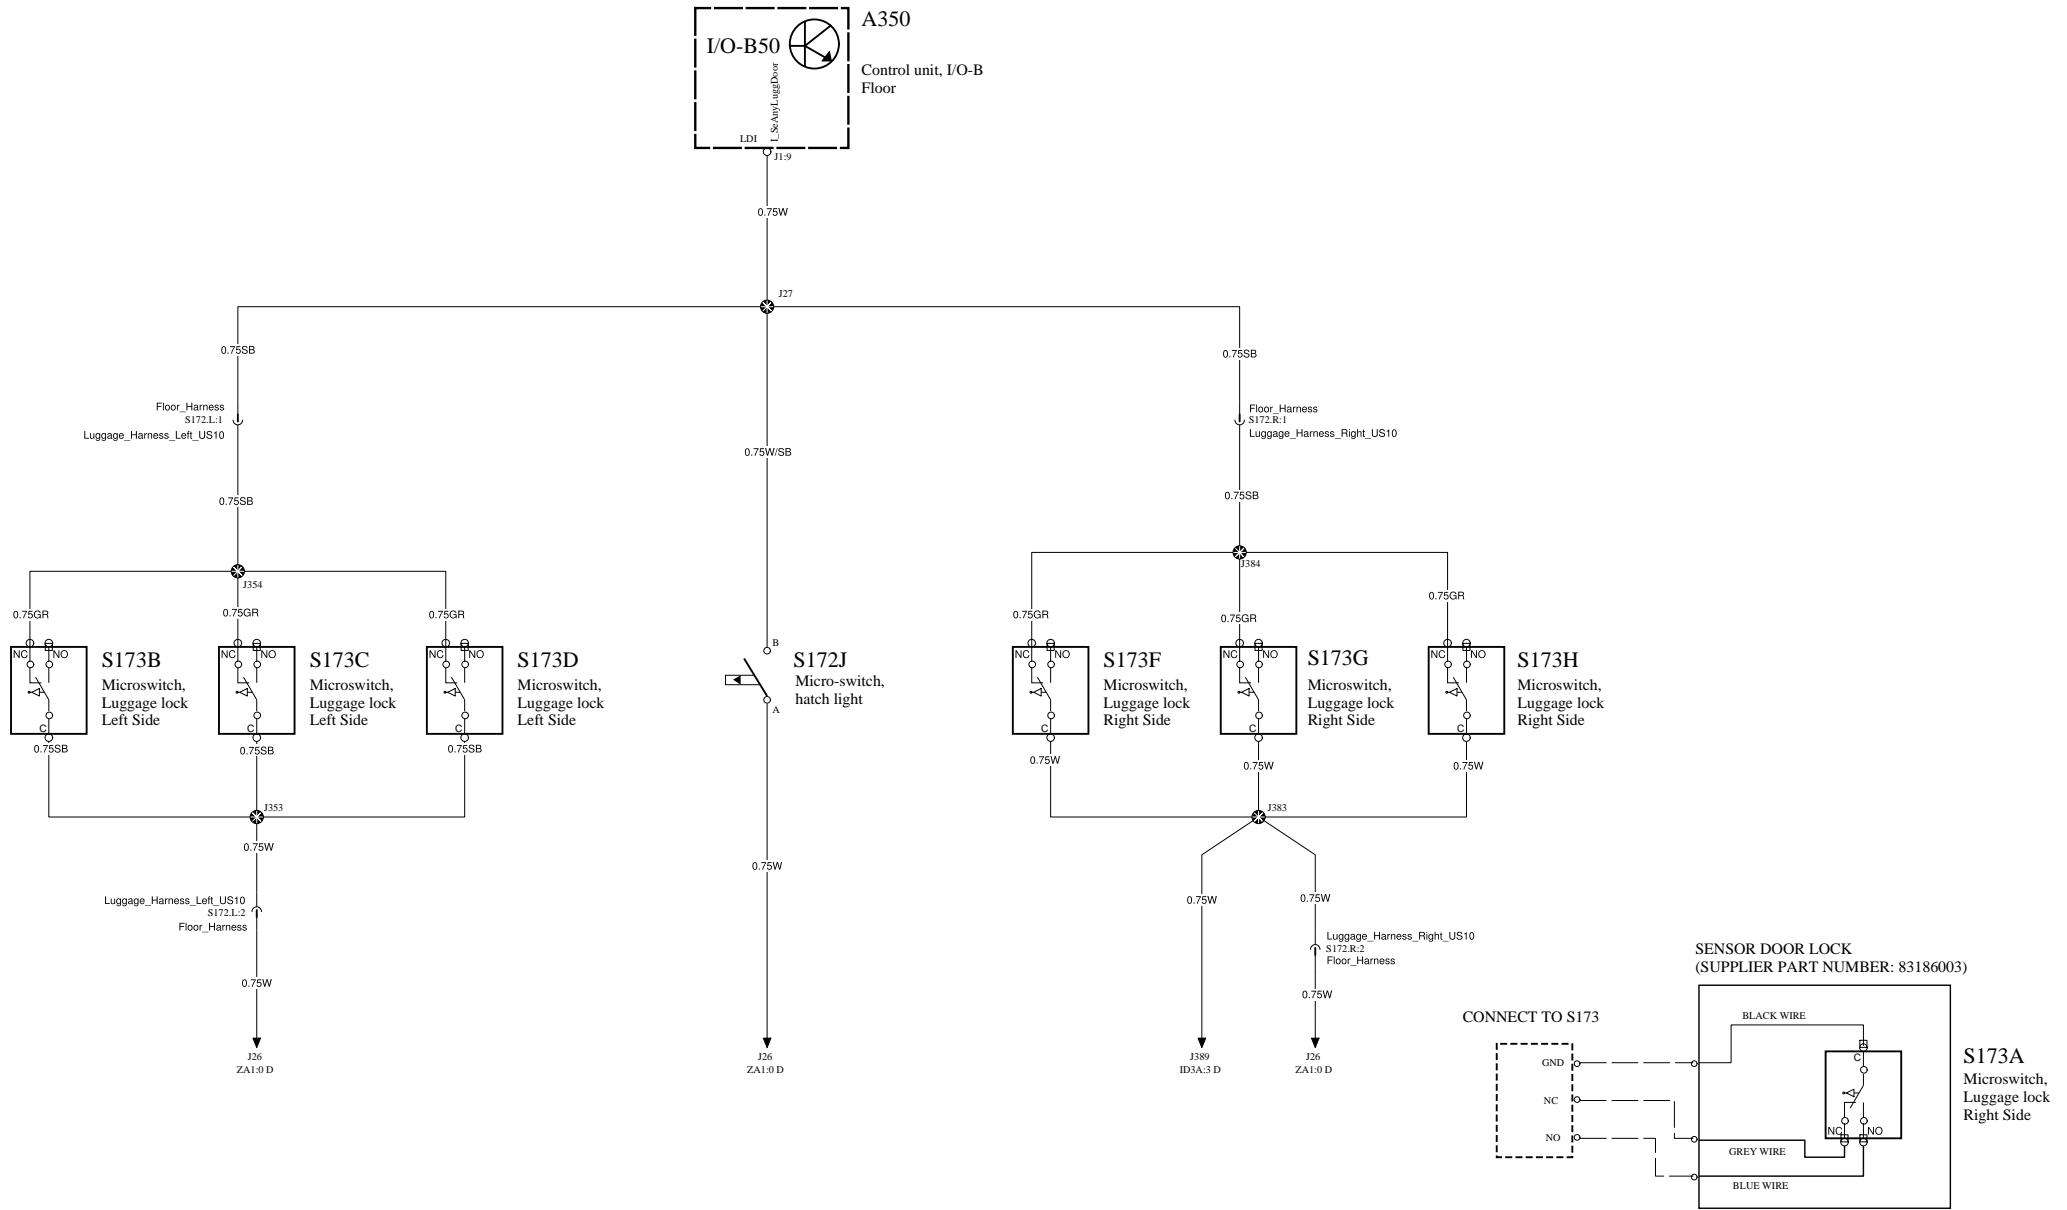 A350
I/O-B50
Control unit, I/O-B
Floor
I_SeAnyLuggDoor
LDI
J1:9
0.75W
J27
0.75SB
0.75SB
Floor_Harness
S172.L:1
Luggage_Harness_Left_US10
Floor_Harness
S172.R:1
Luggage_Harness_Right_US10
0.75W/SB
0.75SB
0.75SB
J354
J384
0.75GR
0.75GR
0.75GR
0.75GR
0.75GR
0.75GR
NC
NO
C
S173B
Microswitch,
Luggage lock
Left Side
NC
NO
C
S173C
Microswitch,
Luggage lock
Left Side
NC
NO
C
S173D
Microswitch,
Luggage lock
Left Side
B
S172J
Micro-switch,
hatch light
A
NC
NO
C
S173F
Microswitch,
Luggage lock
Right Side
NC
NO
C
S173G
Microswitch,
Luggage lock
Right Side
NC
NO
C
S173H
Microswitch,
Luggage lock
Right Side
0.75SB
0.75SB
0.75SB
0.75W
0.75W
0.75W
J353
J383
0.75W
0.75W
0.75W
0.75W
Luggage_Harness_Left_US10
S172.L:2
Floor_Harness
Luggage_Harness_Right_US10
S172.R:2
Floor_Harness
0.75W
0.75W
J26
ZA1:0 D
J26
ZA1:0 D
J389
ID3A:3 D
J26
ZA1:0 D
SENSOR DOOR LOCK
(SUPPLIER PART NUMBER: 83186003)
CONNECT TO S173
BLACK WIRE
GND
NC
NO
C
NC
NO
GREY WIRE
BLUE WIRE
S173A
Microswitch,
Luggage lock
Right Side